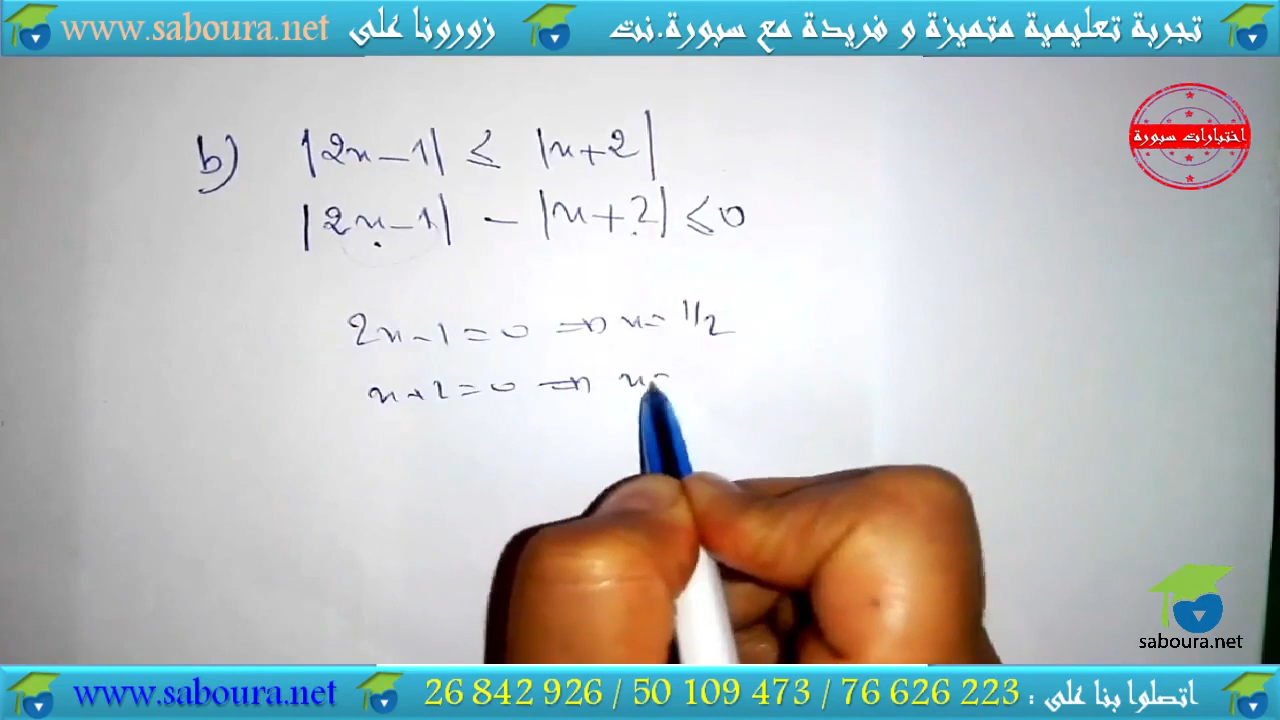 www.saboura.net زورونا على تجربة تعليمية متميزة و فريدة مع سبورة.نت
اختبارات سبورة
b) |2x-1| ≤ |x+2|
|2x-1| - |x+2| ≤ 0
2x-1=0 ⇒ x= 1/2
x+2=0 ⇒ x=
saboura.net
www.saboura.net 26 842 926 / 50 109 473 / 76 626 223 : اتصلوا بنا على